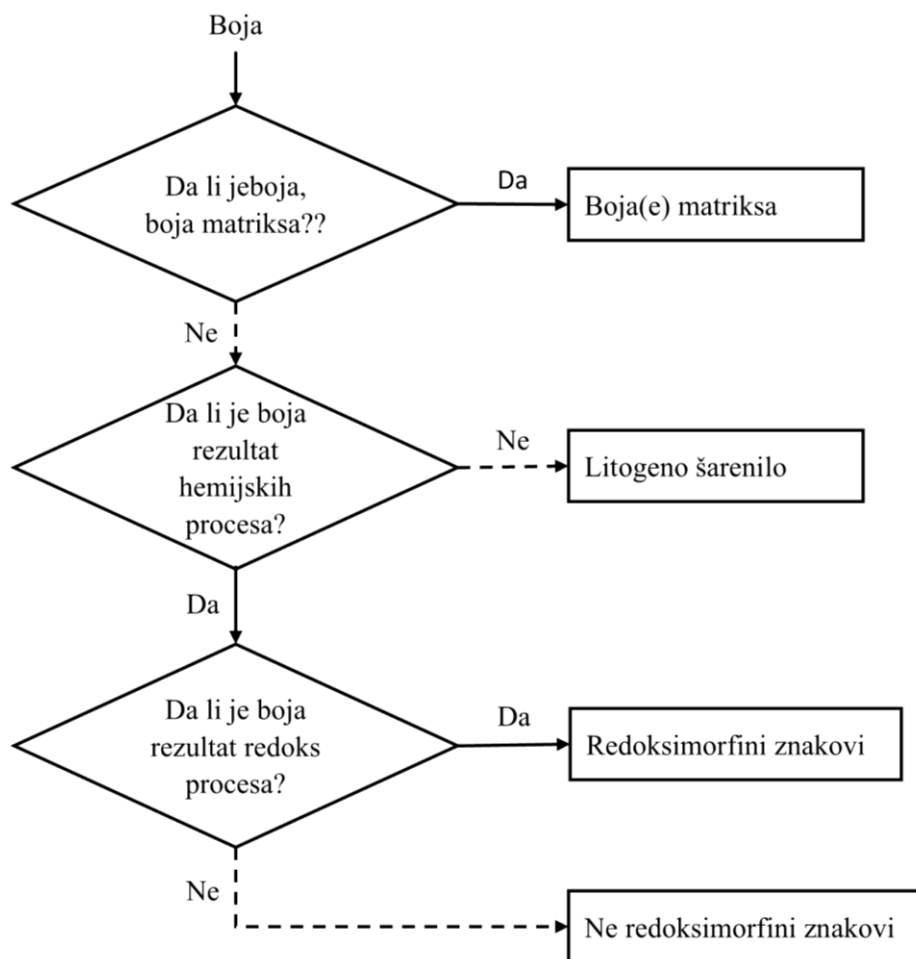 Boja
Da li jeboja,
boja matriksa??
Da
Boja(e) matriksa
Ne
Da li je boja
rezultat
hemijskih
procesa?
Ne
Litogeno šarenilo
Da
Da li je boja
rezultat redoks
procesa?
Da
Redoksimorfini znakovi
Ne
Ne redoksimorfini znakovi